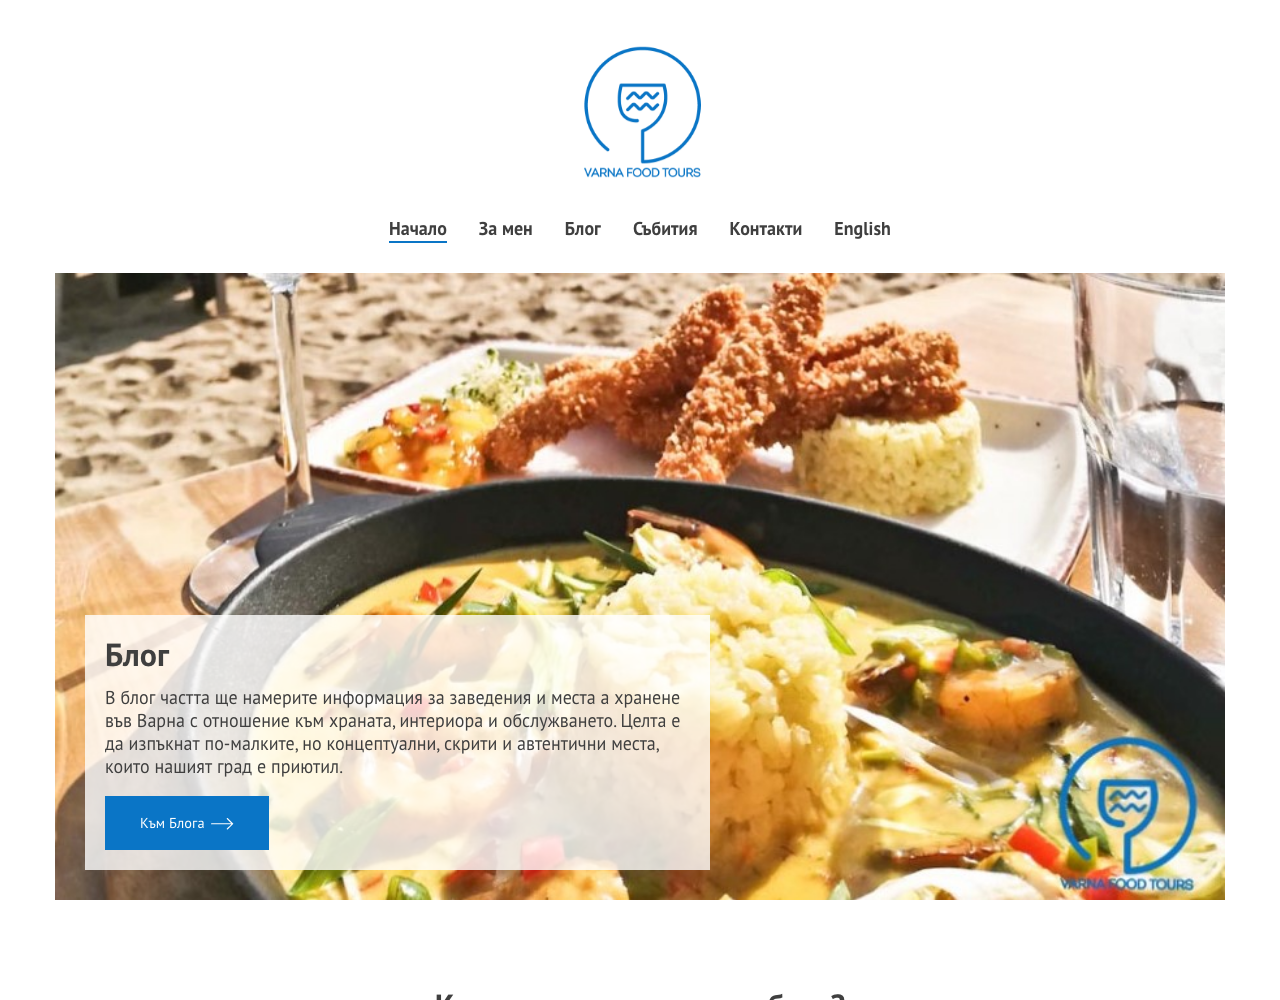 VARNA FOOD TOURS
Начало За мен Блог Събития Контакти English
Блог
В блог частта ще намерите информация за заведения и места а хранене
във Варна с отношение към храната, интериора и обслужването. Целта е
да изпъкнат по-малките, но концептуални, скрити и автентични места,
които нашият град е приютил.
Към Блога
VARNA FOOD TOURS